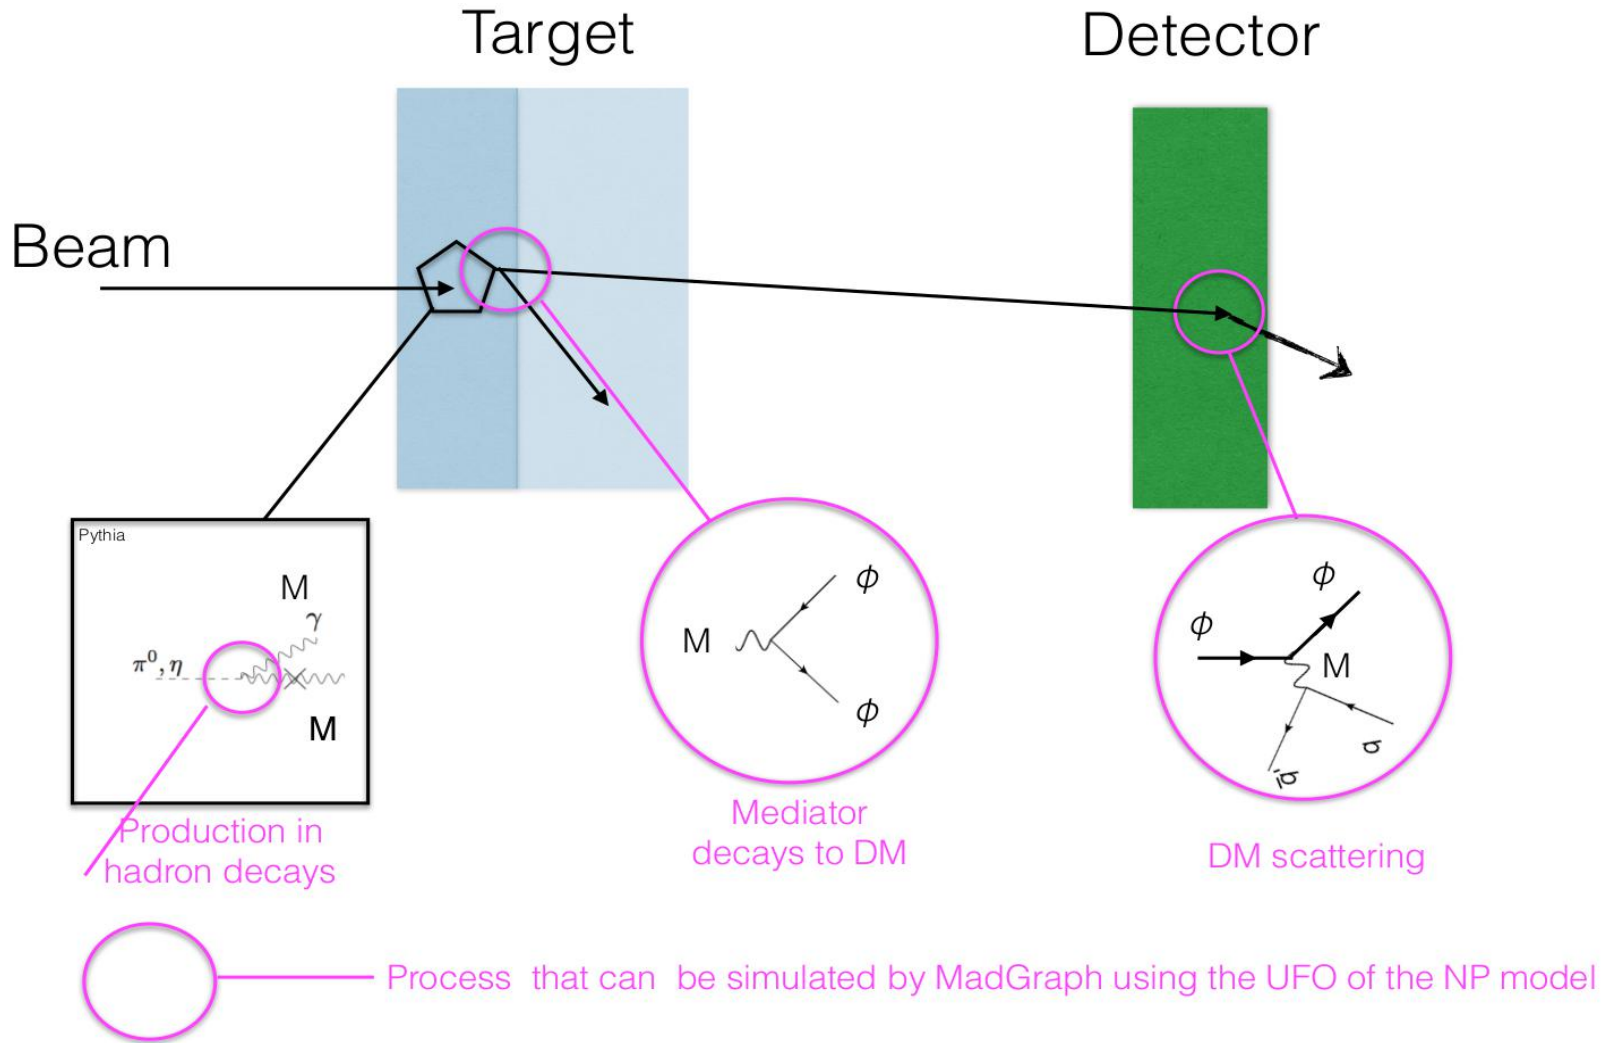 Target
Detector
Beam
Pythia
M
γ
π⁰, η
M
Production in
hadron decays
M
ϕ
ϕ
Mediator
decays to DM
ϕ
ϕ
M
q
q'
DM scattering
Process that can be simulated by MadGraph using the UFO of the NP model